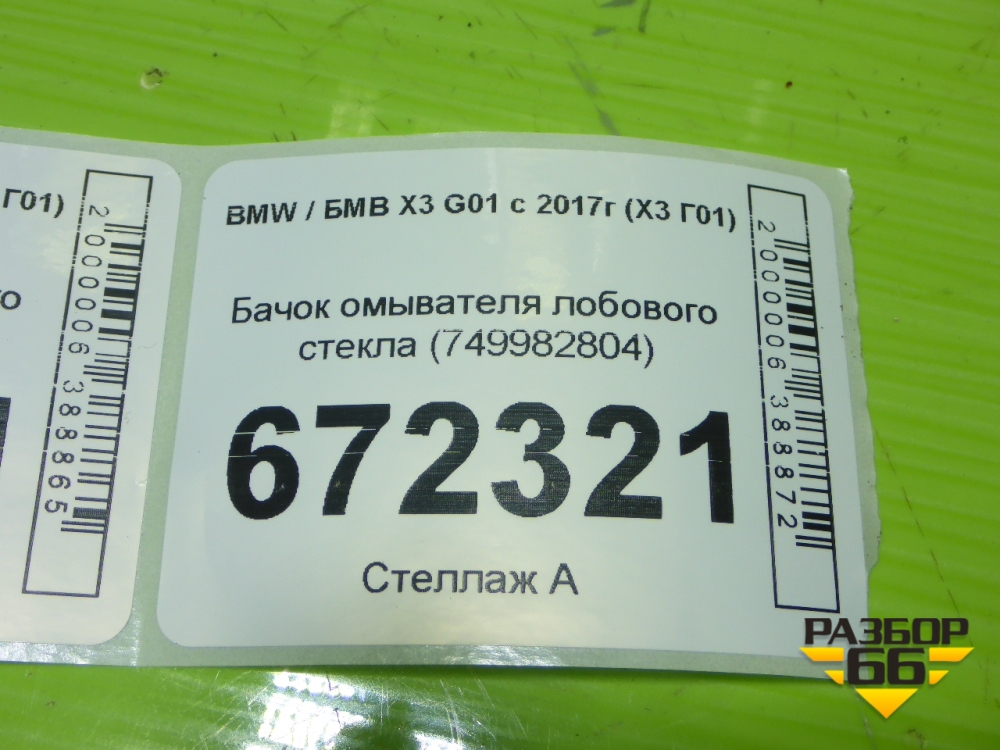 Г01)
го
2000006388865
BMW / БМВ X3 G01 с 2017г (X3 Г01)
Бачок омывателя лобового
стекла (749982804)
672321
Стеллаж А
2000006388872
РАЗБОР
66